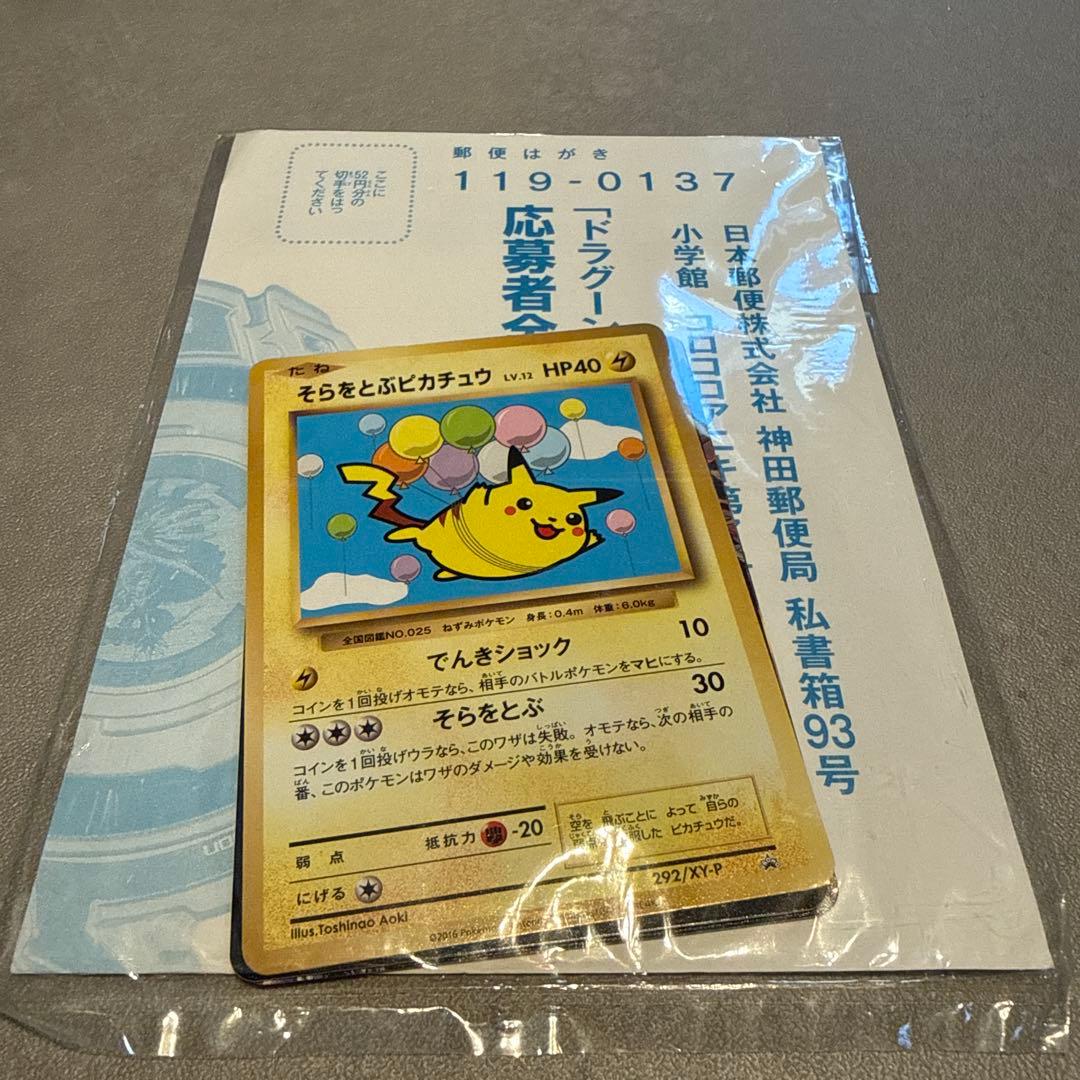 郵便はがき
119-0137
ここに
52円分の
切手をはっ
てください
日本郵便株式会社 神田郵便局 私書箱93号
小学館 コロコロアニキ第
「ドラグーン
応募者全
たね
そらをとぶピカチュウ LV.12 HP40
全国図鑑NO.025 ねずみポケモン 身長:0.4m 体重:6.0kg
でんきショック 10
コインを1回投げオモテなら、相手のバトルポケモンをマヒにする。
そらをとぶ 30
コインを1回投げウラなら、このワザは失敗。オモテなら、次の相手の
番、このポケモンはワザのダメージや効果を受けない。
弱点 抵抗力 -20
にげる
空を 飛ぶことに よって 自らの
服した ピカチュウだ。
292/XY-P
Illus.Toshinao Aoki
©2016 Pokémon